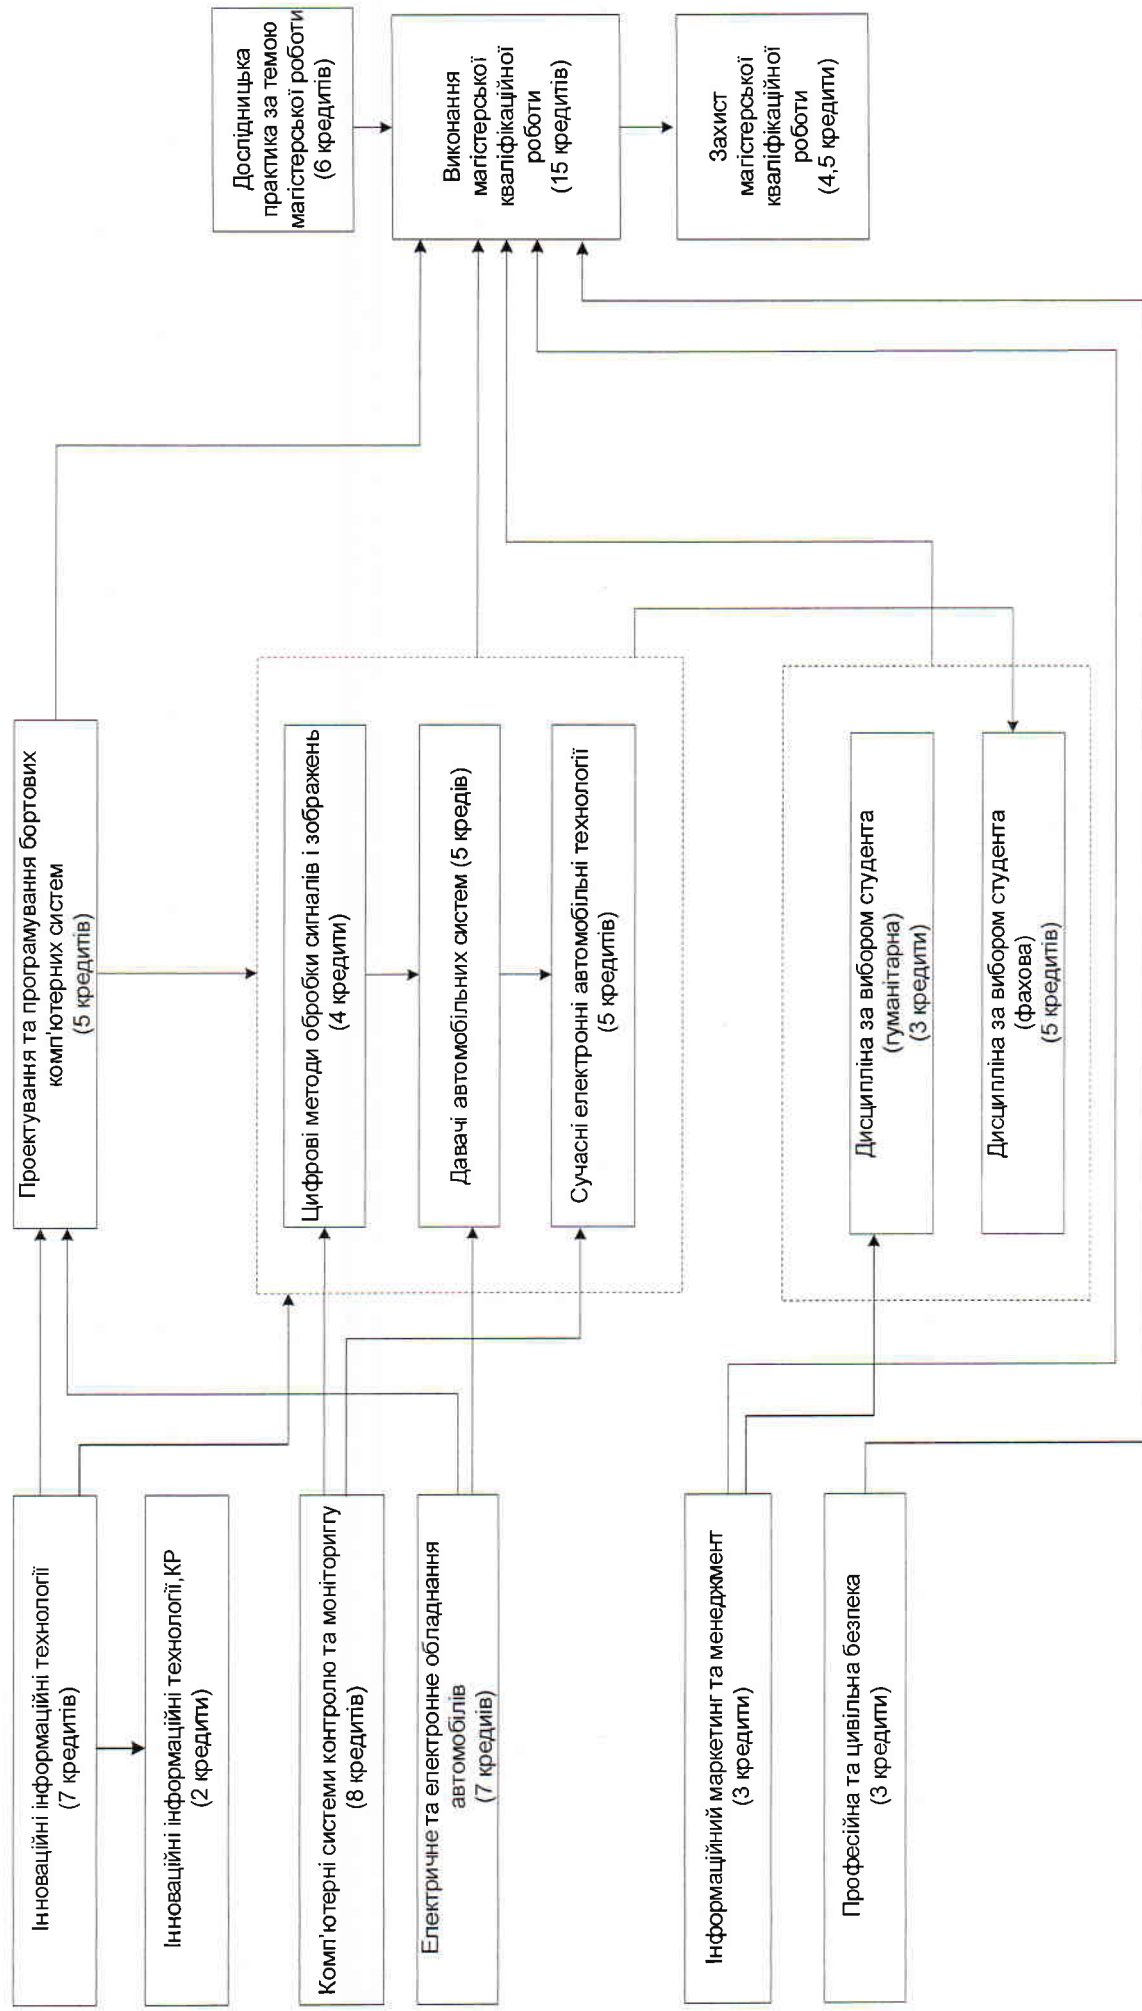 Інноваційні інформаційні технології
(7 кредитів)
Інноваційні інформаційні технології,КР
(2 кредити)
Комп'ютерні системи контролю та моніториггу
(8 кредитів)
Електричне та електронне обладнання
автомобілів
(7 кредиів)
Інформаційний маркетинг та менеджмент
(3 кредити)
Професійна та цивільна безпека
(3 кредити)
Проектування та програмування бортових
комп'ютерних систем
(5 кредитів)
Цифрові методи обробки сигналів і зображень
(4 кредити)
Давачі автомобільних систем (5 кредів)
Сучасні електронні автомобільні технології
(5 кредитів)
Дисципліна за вибором студента
(гуманітарна)
(3 кредити)
Дисципліна за вибором студента
(фахова)
(5 кредитів)
Дослідницька
практика за темою
магістерської роботи
(6 кредитів)
Виконання
магістерської
кваліфікаційної
роботи
(15 кредитів)
Захист
магістерської
кваліфікаційної
роботи
(4,5 кредити)